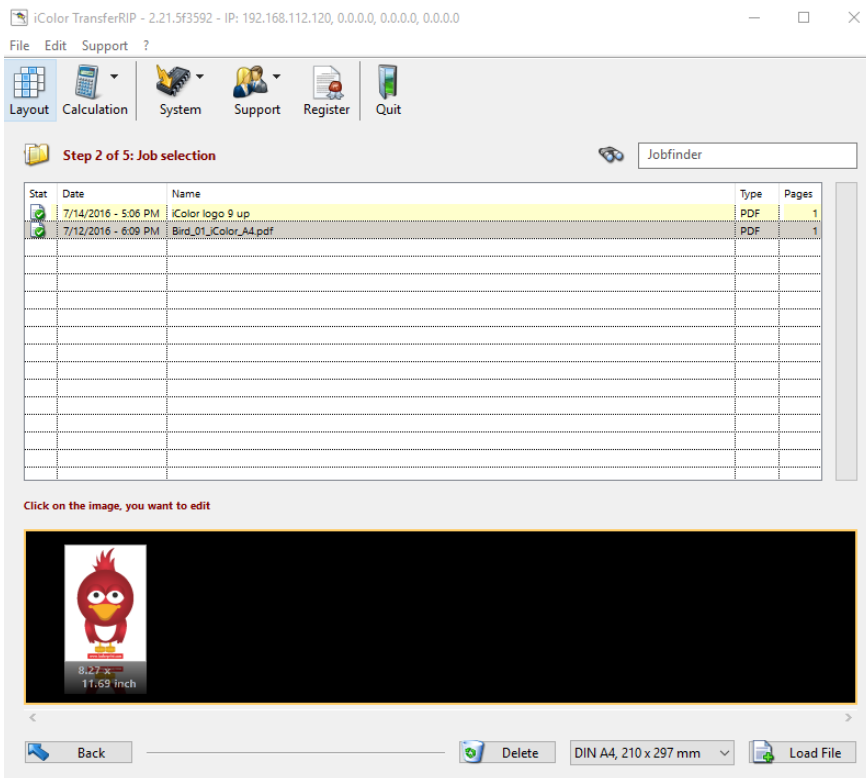 iColor TransferRIP - 2.21.5f3592 - IP: 192.168.112.120, 0.0.0.0, 0.0.0.0, 0.0.0.0
File Edit Support ?
Layout Calculation System Support Register Quit
Step 2 of 5: Job selection
Jobfinder
Stat Date Name Type Pages
7/14/2016 - 5:06 PM iColor logo 9 up PDF 1
7/12/2016 - 6:09 PM Bird_01_iColor_A4.pdf PDF 1
Click on the image, you want to edit
8.27 x
11.69 inch
Back Delete DIN A4, 210 x 297 mm Load File